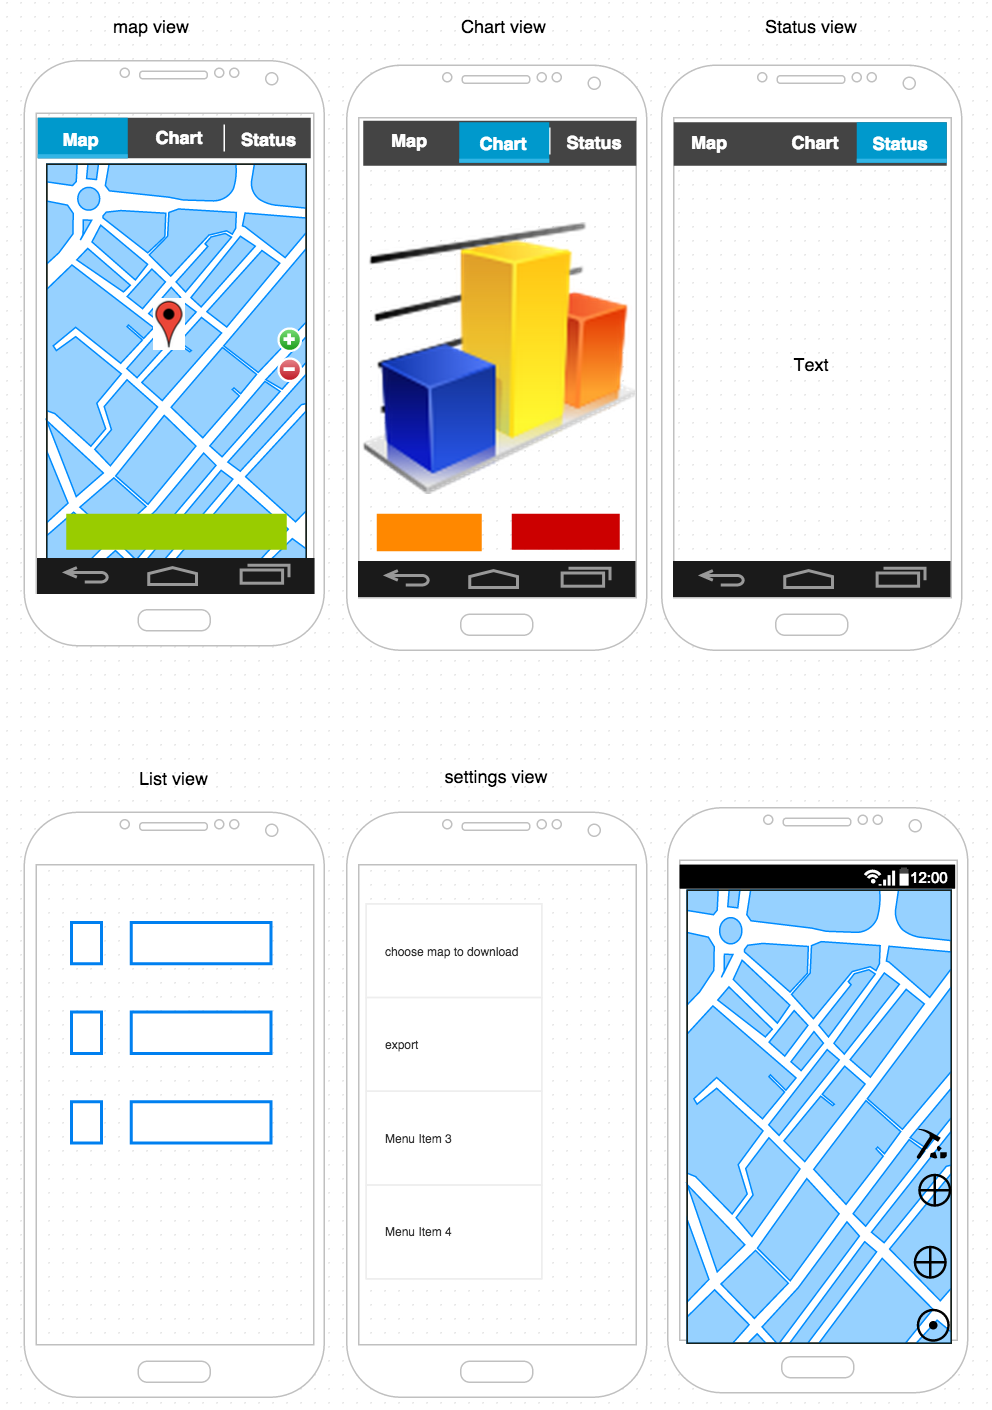 map view
Chart view
Status view
Map Chart Status
Map Chart Status
Map Chart Status
Text
List view
settings view
12:00
choose map to download
export
Menu Item 3
Menu Item 4